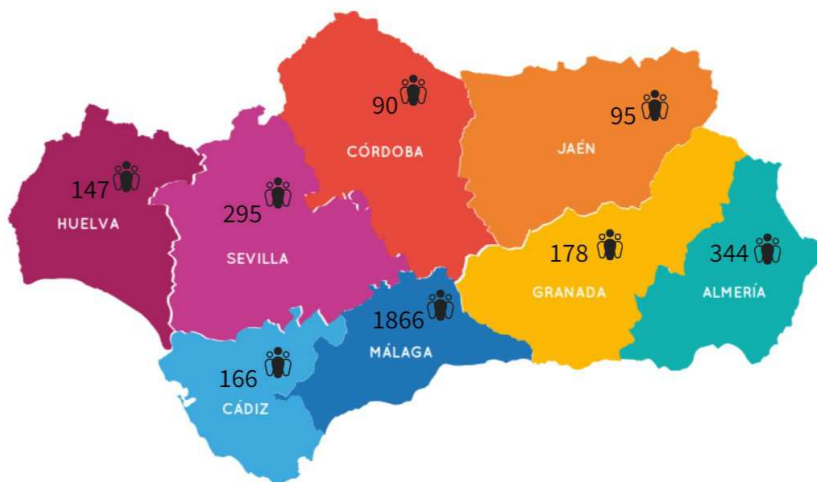 90
CÓRDOBA
95
JAÉN
147
HUELVA
295
SEVILLA
178
GRANADA
344
ALMERÍA
1866
MÁLAGA
166
CÁDIZ